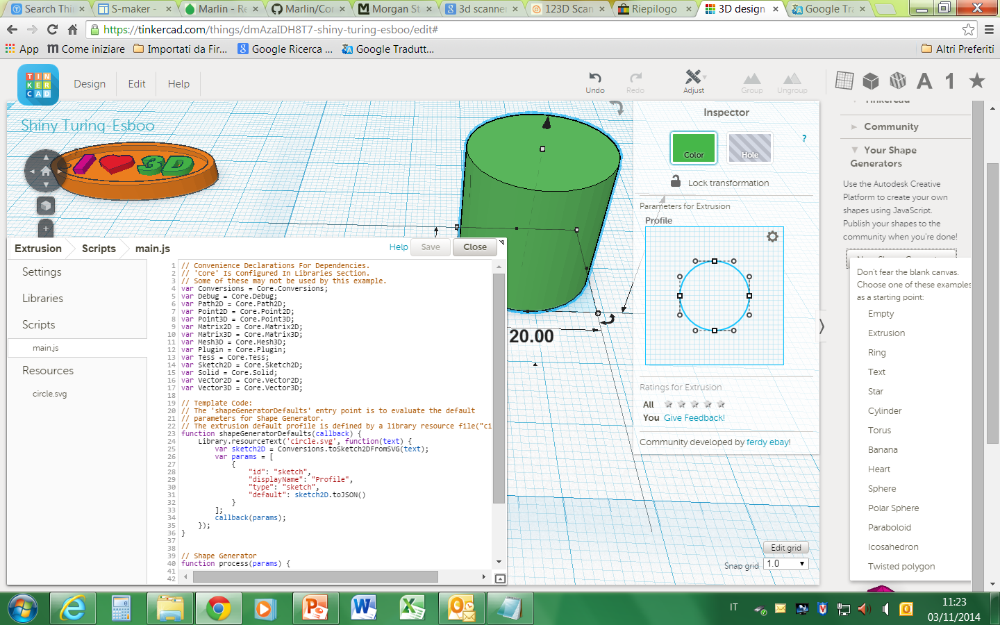 Search Thi
S-maker -
Marlin - Re
Marlin/Cor
Morgan St
3d scanner
123D Scan
Riepilogo
3D design
Google Tra
https://tinkercad.com/things/dmAzaIDH8T7-shiny-turing-esboo/edit#
App
Come iniziare
Importati da Fir...
Google Ricerca ...
Google Tradutt...
Altri Preferiti
TINKERCAD
Design
Edit
Help
Undo
Redo
Adjust
Group
Ungroup
Shiny Turing-Esboo
I 3D
20.00
Inspector
Color
Hole
?
Lock transformation
Parameters for Extrusion
Profile
Ratings for Extrusion
All
You Give Feedback!
Community developed by ferdy ebay!
Edit grid
Snap grid 1.0
Tinkercad
Community
Your Shape
Generators
Use the Autodesk Creative
Platform to create your own
shapes using JavaScript.
Publish your shapes to the
community when you're done!
Don't fear the blank canvas.
Choose one of these examples
as a starting point:
Empty
Extrusion
Ring
Text
Star
Cylinder
Torus
Banana
Heart
Sphere
Polar Sphere
Paraboloid
Icosahedron
Twisted polygon
Extrusion Scripts main.js
Help Save Close
Settings
Libraries
Scripts
main.js
Resources
circle.svg
1 // Convenience Declarations For Dependencies.
2 // 'Core' Is Configured In Libraries Section.
3 // Some of these may not be used by this example.
4 var Conversions = Core.Conversions;
5 var Debug = Core.Debug;
6 var Path2D = Core.Path2D;
7 var Point2D = Core.Point2D;
8 var Point3D = Core.Point3D;
9 var Matrix2D = Core.Matrix2D;
10 var Matrix3D = Core.Matrix3D;
11 var Mesh3D = Core.Mesh3D;
12 var Plugin = Core.Plugin;
13 var Tess = Core.Tess;
14 var Sketch2D = Core.Sketch2D;
15 var Solid = Core.Solid;
16 var Vector2D = Core.Vector2D;
17 var Vector3D = Core.Vector3D;
18
19 // Template Code:
20 // The 'shapeGeneratorDefaults' entry point is to evaluate the default
21 // parameters for Shape Generator.
22 // The extrusion default profile is defined by a library resource file("ci
23 function shapeGeneratorDefaults(callback) {
24 Library.resourceText('circle.svg', function(text) {
25 var sketch2D = Conversions.toSketch2DFromSVG(text);
26 var params = [
27 {
28 "id": "sketch",
29 "displayName": "Profile",
30 "type": "sketch",
31 "default": sketch2D.toJSON()
32 }
33 ];
34 callback(params);
35 });
36 }
37
38
39 // Shape Generator
40 function process(params) {
41
42
IT
11:23
03/11/2014